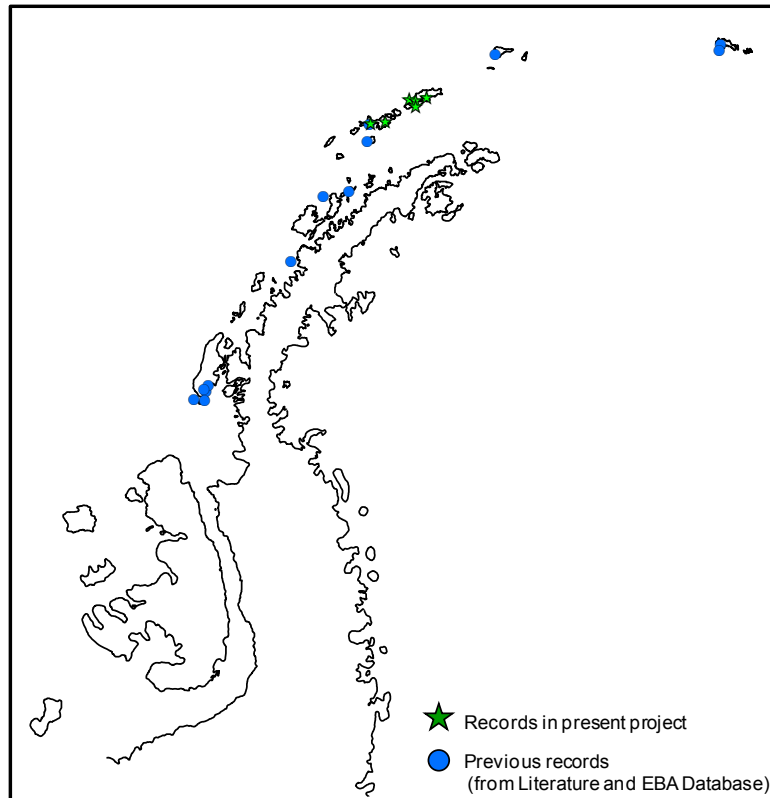 Records in present project
Previous records
(from Literature and EBA Database)